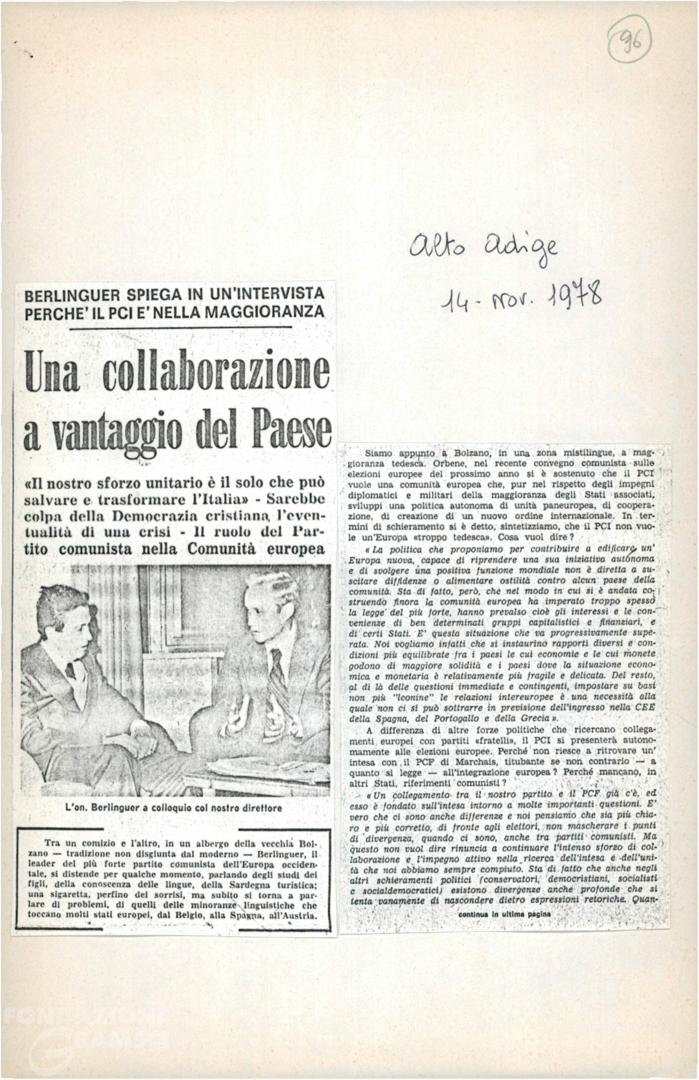 96
Alto Adige
14 - Nov. 1978
BERLINGUER SPIEGA IN UN'INTERVISTA
PERCHE' IL PCI E' NELLA MAGGIORANZA
Una collaborazione
a vantaggio del Paese
«Il nostro sforzo unitario è il solo che può
salvare e trasformare l'Italia» - Sarebbe
colpa della Democrazia cristiana l'even-
tualità di una crisi - Il ruolo del Par-
tito comunista nella Comunità europea
L'on. Berlinguer a colloquio col nostro direttore
Tra un comizio e l'altro, in un albergo della vecchia Bol-
zano — tradizione non disgiunta dal moderno — Berlinguer, il
leader del più forte partito comunista dell'Europa occiden-
tale, si distende per qualche momento, parlando degli studi dei
figli, della conoscenza delle lingue, della Sardegna turistica;
una sigaretta, perfino dei sorrisi, ma subito si torna a par-
lare di problemi, di quelli delle minoranze linguistiche che
toccano molti stati europei, dal Belgio, alla Spagna, all'Austria.
Siamo appunto a Bolzano, in una zona mistilingue, a mag-
gioranza tedesca. Orbene, nel recente convegno comunista sulle
elezioni europee del prossimo anno si è sostenuto che il PCI
vuole una comunità europea che, pur nel rispetto degli impegni
diplomatici e militari della maggioranza degli Stati associati,
sviluppi una politica autonoma di unità paneuropea, di coopera-
zione, di creazione di un nuovo ordine internazionale. In ter-
mini di schieramento si è detto, sintetizziamo, che il PCI non vuo-
le un'Europa «troppo tedesca». Cosa vuol dire?
«La politica che proponiamo per contribuire a edificare un'
Europa nuova, capace di riprendere una sua iniziativa autonoma
e di svolgere una positiva funzione mondiale non è diretta a su-
scitare diffidenze o alimentare ostilità contro alcun paese della
comunità. Sta di fatto, però, che nel modo in cui si è andata co-
struendo finora la comunità europea ha imperato troppo spesso
la legge del più forte, hanno prevalso cioè gli interessi e le con-
venienze di ben determinati gruppi capitalistici e finanziari, e
di certi Stati. E' questa situazione che va progressivamente supe-
rata. Noi vogliamo infatti che si instaurino rapporti diversi e con-
dizioni più equilibrate fra i paesi le cui economie e le cui monete
godono di maggiore solidità e i paesi dove la situazione econo-
mica e monetaria è relativamente più fragile e delicata. Del resto,
al di là delle questioni immediate e contingenti, impostare su basi
non più "leonine" le relazioni intereuropee è una necessità alla
quale non ci si può sottrarre in previsione dell'ingresso nella CEE
della Spagna, del Portogallo e della Grecia».
A differenza di altre forze politiche che ricercano collega-
menti europei con partiti «fratelli», il PCI si presenterà autono-
mamente alle elezioni europee. Perché non riesce a ritrovare un'
intesa con il PCF di Marchais, titubante se non contrario — a
quanto si legge — all'integrazione europea? Perché mancano, in
altri Stati, riferimenti comunisti?
«Un collegamento tra il nostro partito e il PCF già c'è, ed
esso è fondato sull'intesa intorno a molte importanti questioni. E'
vero che ci sono anche differenze e noi pensiamo che sia più chia-
ro e più corretto, di fronte agli elettori, non mascherare i punti
di divergenza, quando ci sono, anche tra partiti comunisti. Ma
questo non vuol dire rinuncia a continuare l'intenso sforzo di col-
laborazione e l'impegno attivo nella ricerca dell'intesa e dell'uni-
tà che noi abbiamo sempre compiuto. Sta di fatto che anche negli
altri schieramenti politici (conservatori, democristiani, socialisti
e socialdemocratici) esistono divergenze anche profonde che si
tenta vanamente di nascondere dietro espressioni retoriche. Quan-
continua in ultima pagina
FONDAZIONE
GRAMSCI